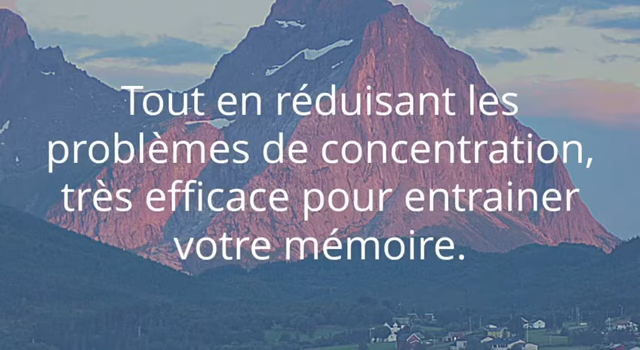 Tout en réduisant les
problèmes de concentration,
très efficace pour entrainer
votre mémoire.